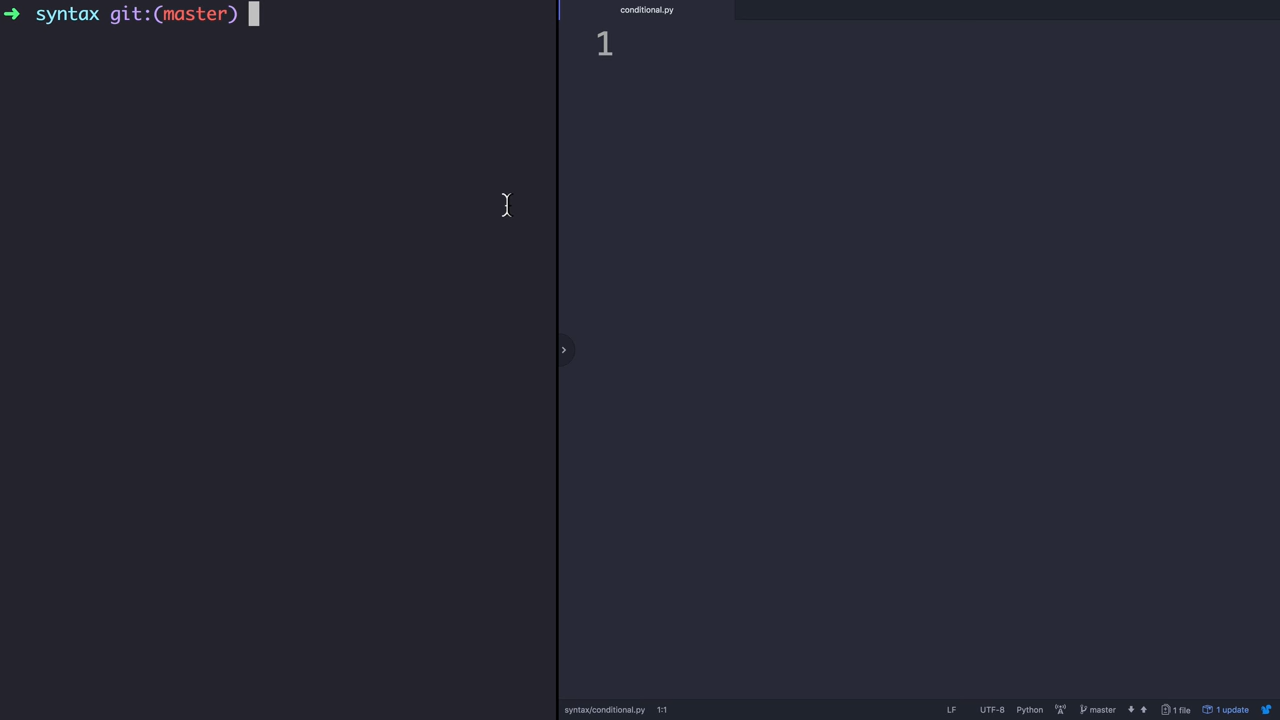 ➜ syntax git:(master)
conditional.py
1
syntax/conditional.py 1:1 LF UTF-8 Python master 1 file 1 update